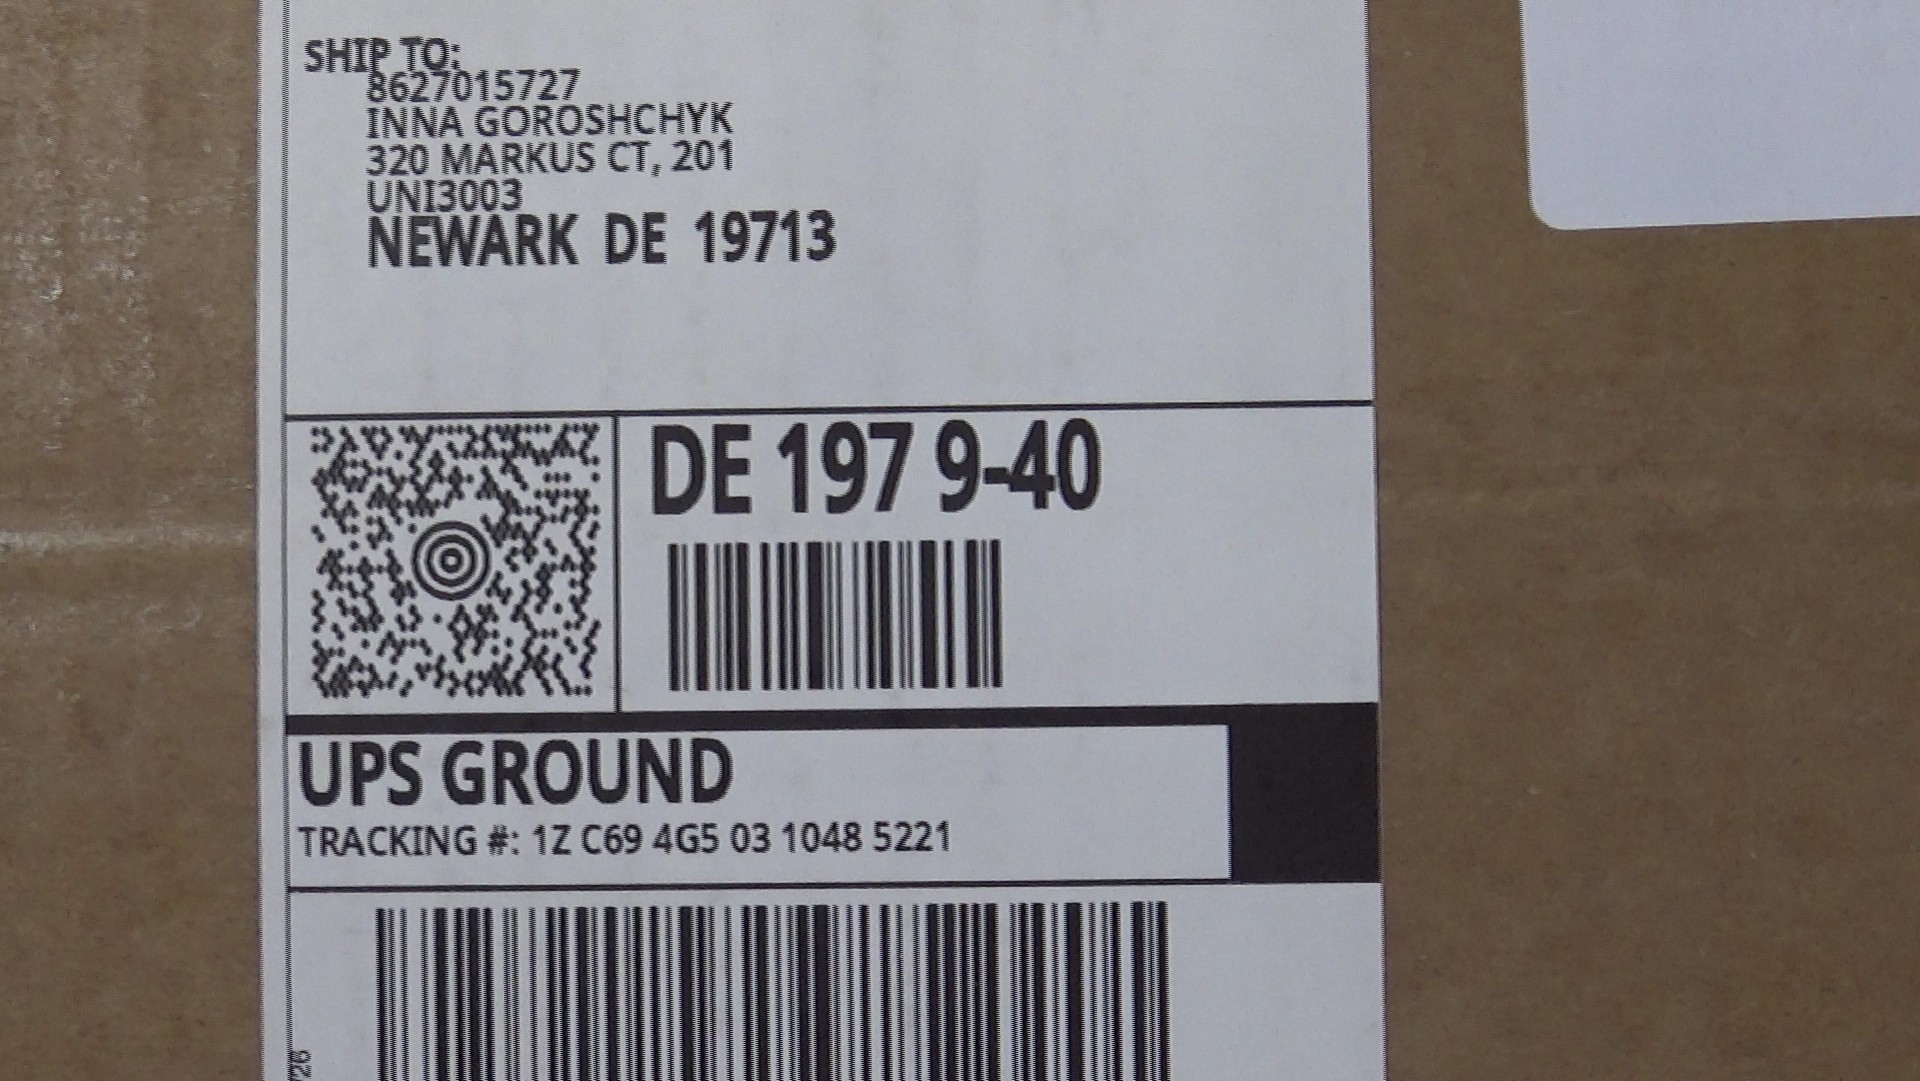 SHIP TO:
8627015727
INNA GOROSHCHYK
320 MARKUS CT, 201
UNI3003
NEWARK DE 19713
DE 197 9-40
UPS GROUND
TRACKING #: 1Z C69 4G5 03 1048 5221